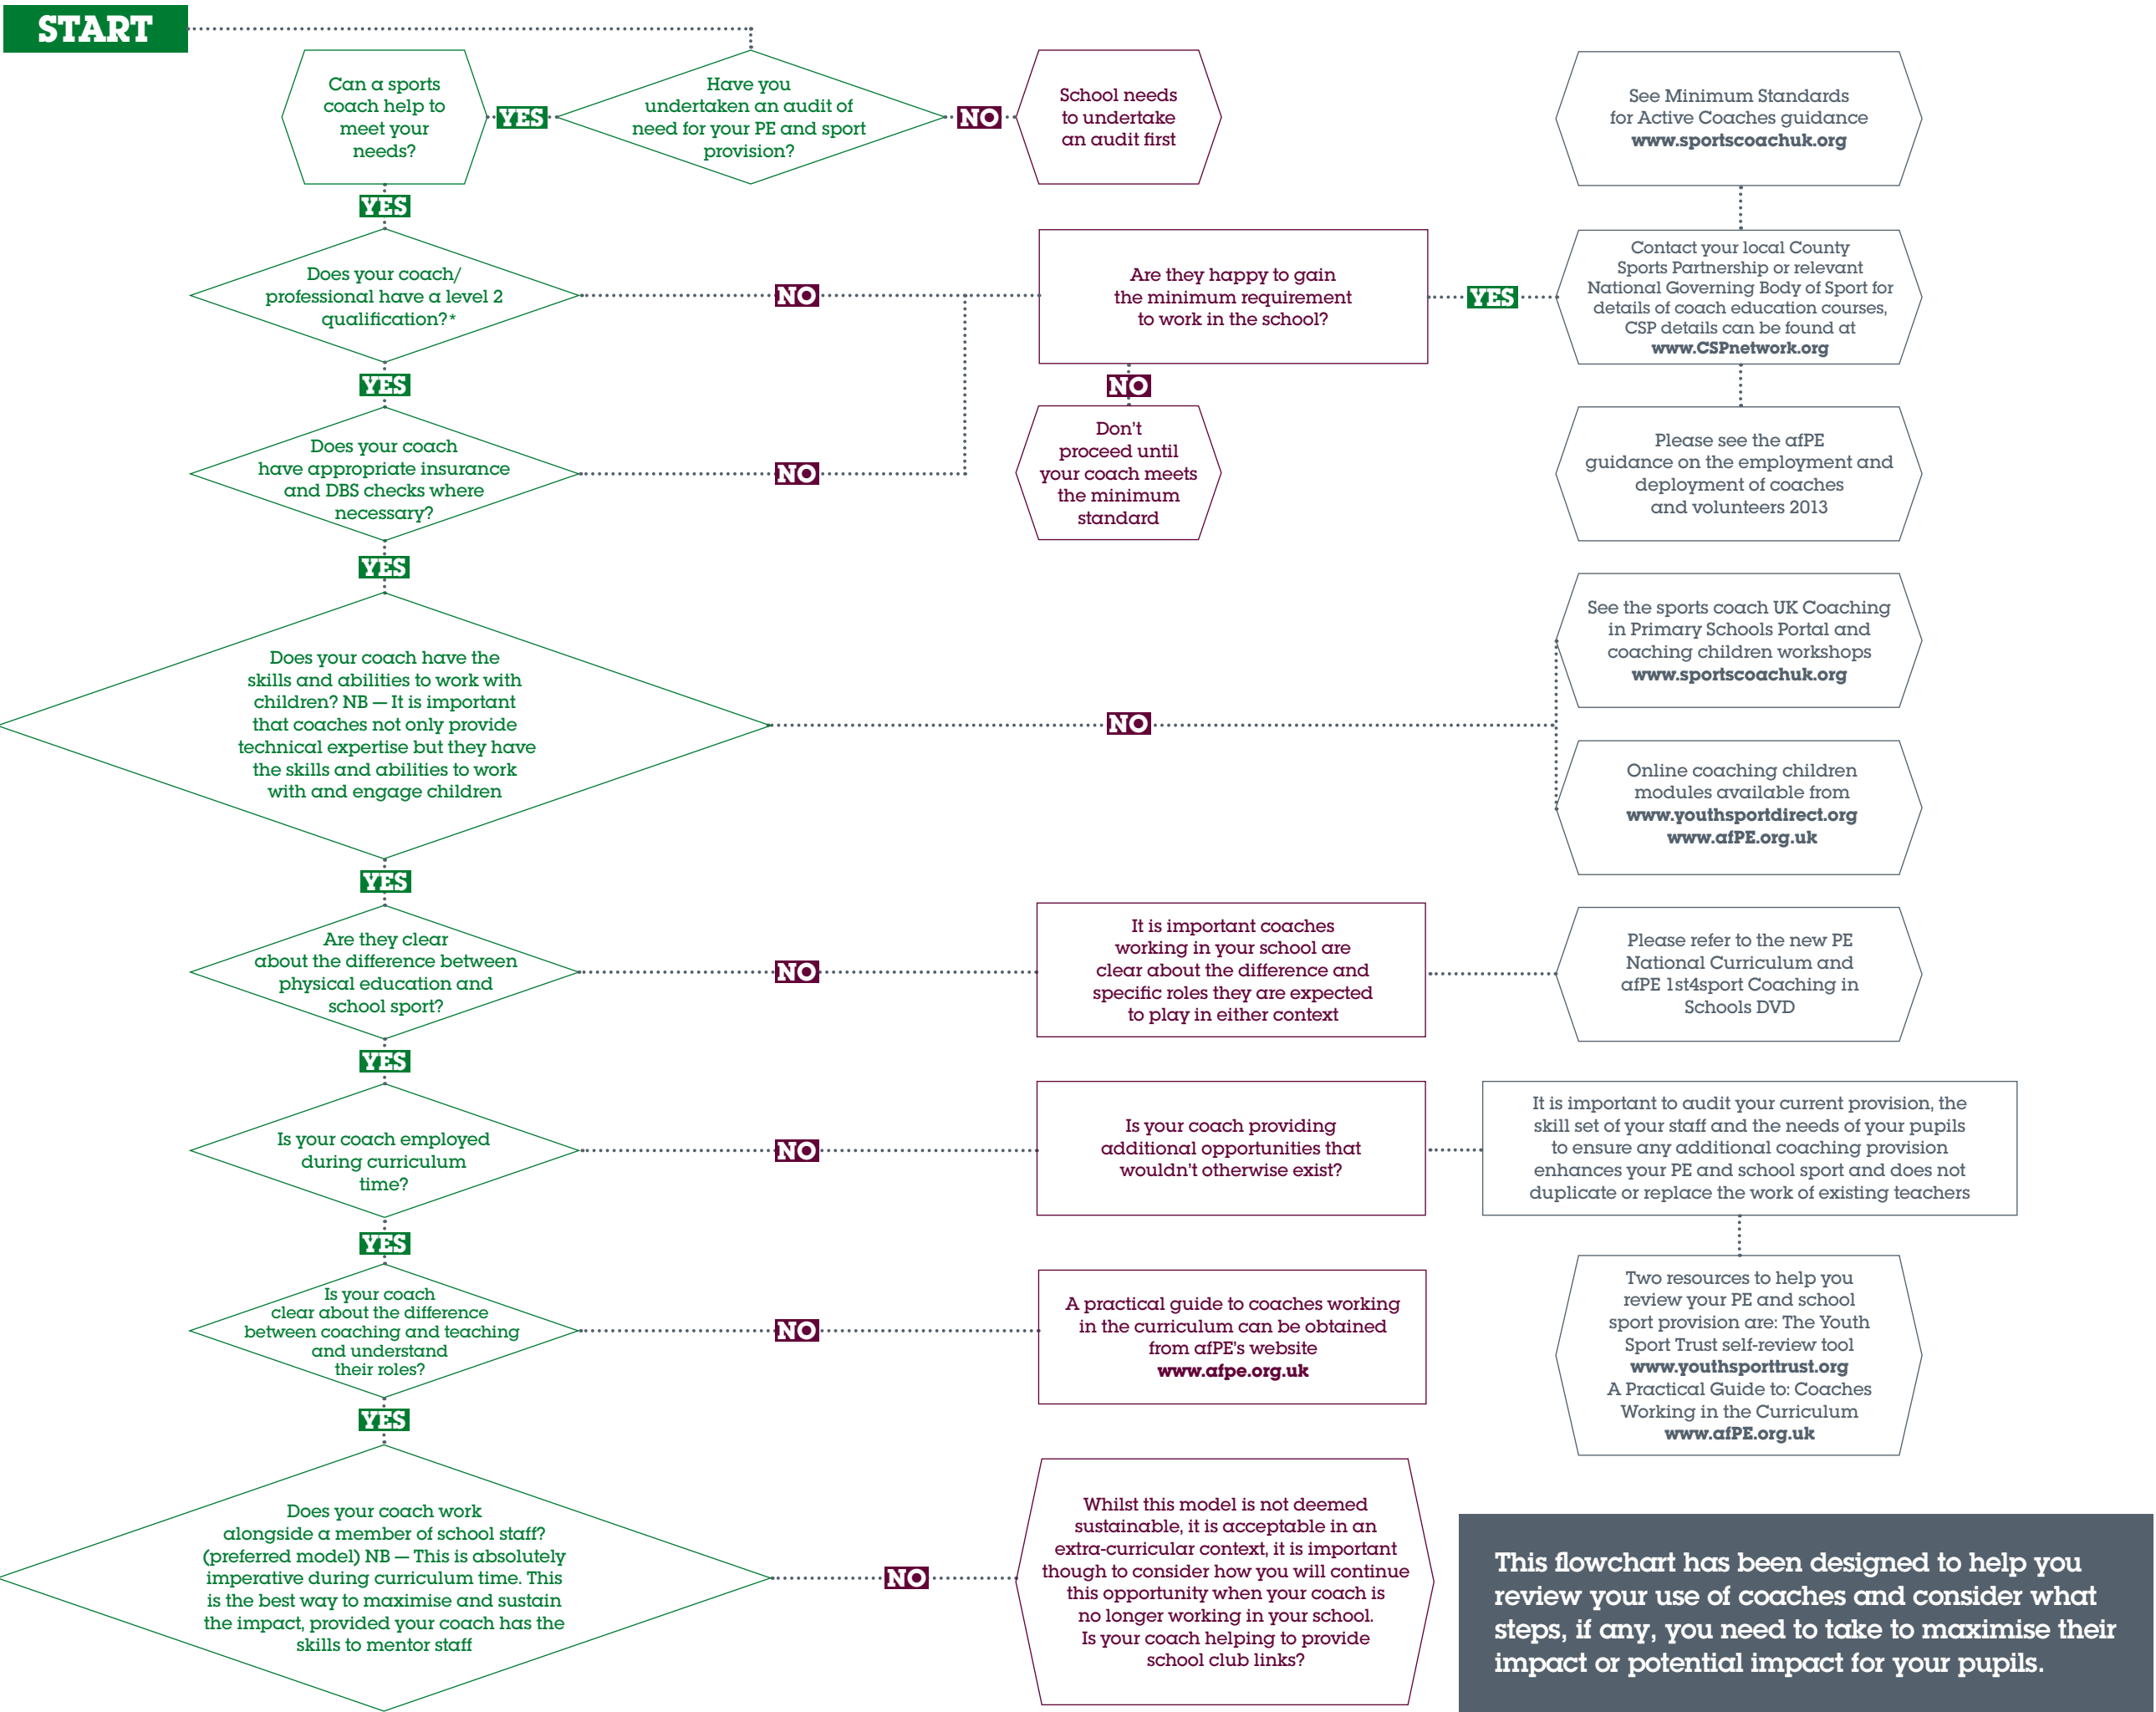 START
Can a sports
coach help to
meet your
needs?
YES
Have you
undertaken an audit of
need for your PE and sport
provision?
NO
School needs
to undertake
an audit first
See Minimum Standards
for Active Coaches guidance
www.sportscoachuk.org
YES
Does your coach/
professional have a level 2
qualification?*
NO
Are they happy to gain
the minimum requirement
to work in the school?
YES
Contact your local County
Sports Partnership or relevant
National Governing Body of Sport for
details of coach education courses,
CSP details can be found at
www.CSPnetwork.org
YES
NO
Does your coach
have appropriate insurance
and DBS checks where
necessary?
NO
Don't
proceed until
your coach meets
the minimum
standard
Please see the afPE
guidance on the employment and
deployment of coaches
and volunteers 2013
YES
Does your coach have the
skills and abilities to work with
children? NB — It is important
that coaches not only provide
technical expertise but they have
the skills and abilities to work
with and engage children
NO
See the sports coach UK Coaching
in Primary Schools Portal and
coaching children workshops
www.sportscoachuk.org
Online coaching children
modules available from
www.youthsportdirect.org
www.afPE.org.uk
YES
Are they clear
about the difference between
physical education and
school sport?
NO
It is important coaches
working in your school are
clear about the difference and
specific roles they are expected
to play in either context
Please refer to the new PE
National Curriculum and
afPE 1st4sport Coaching in
Schools DVD
YES
Is your coach employed
during curriculum
time?
NO
Is your coach providing
additional opportunities that
wouldn't otherwise exist?
It is important to audit your current provision, the
skill set of your staff and the needs of your pupils
to ensure any additional coaching provision
enhances your PE and school sport and does not
duplicate or replace the work of existing teachers
YES
Is your coach
clear about the difference
between coaching and teaching
and understand
their roles?
NO
A practical guide to coaches working
in the curriculum can be obtained
from afPE's website
www.afpe.org.uk
Two resources to help you
review your PE and school
sport provision are: The Youth
Sport Trust self-review tool
www.youthsporttrust.org
A Practical Guide to: Coaches
Working in the Curriculum
www.afPE.org.uk
YES
Does your coach work
alongside a member of school staff?
(preferred model) NB — This is absolutely
imperative during curriculum time. This
is the best way to maximise and sustain
the impact, provided your coach has the
skills to mentor staff
NO
Whilst this model is not deemed
sustainable, it is acceptable in an
extra-curricular context, it is important
though to consider how you will continue
this opportunity when your coach is
no longer working in your school.
Is your coach helping to provide
school club links?
This flowchart has been designed to help you
review your use of coaches and consider what
steps, if any, you need to take to maximise their
impact or potential impact for your pupils.